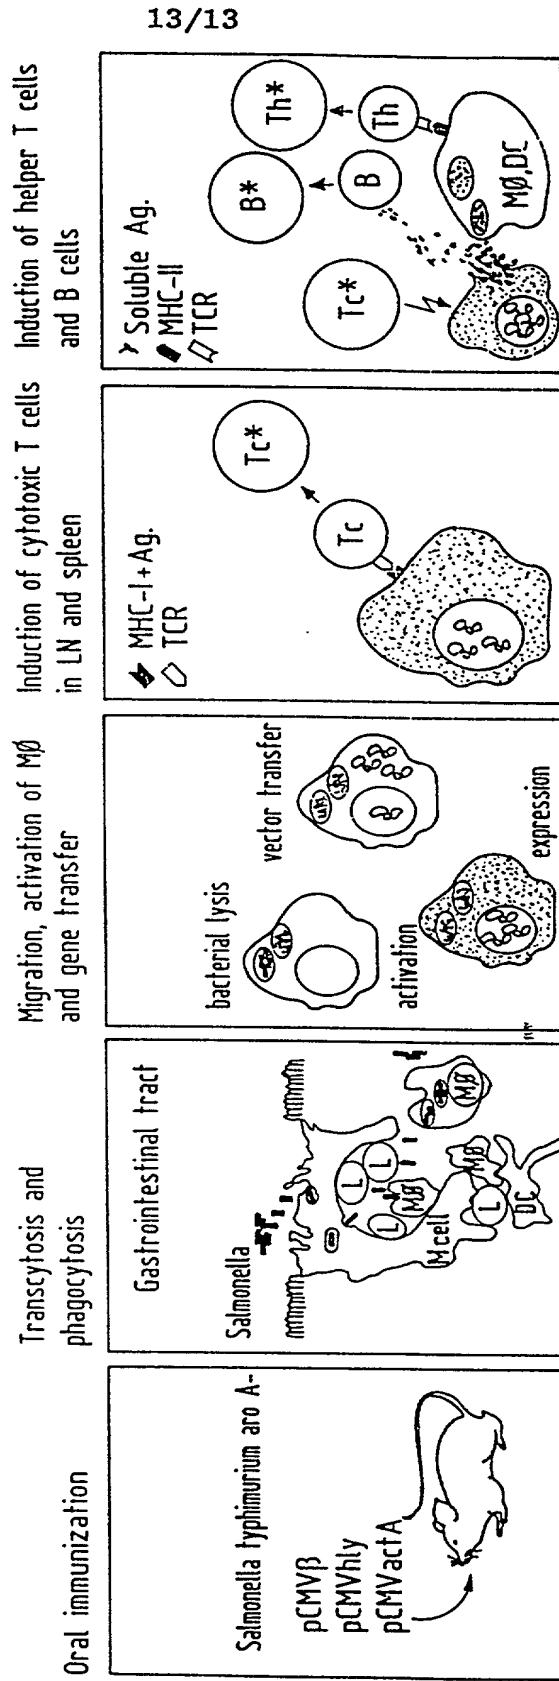 13/13
Oral immunization
Salmonella typhimurium aro A-
pCMVβ
pCMVhly
pCMVactA
Transcytosis and
phagocytosis
Gastrointestinal tract
Salmonella
L
L
L
MØ
M cell
L
MØ
DC
MØ
Migration, activation of MØ
and gene transfer
bacterial lysis
vector transfer
activation
expression
Induction of cytotoxic T cells
in LN and spleen
MHC-I+Ag.
TCR
Tc
Tc*
Induction of helper T cells
and B cells
Soluble Ag.
MHC-II
TCR
Tc*
B*
Th*
B
Th
MØ,DC